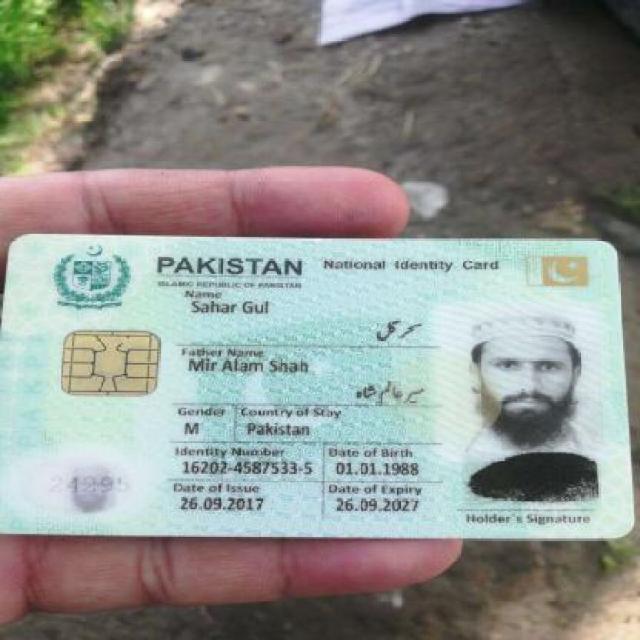 PAKISTAN National Identity Card
ISLAMIC REPUBLIC OF PAKISTAN
Name
Sahar Gul
سحر گل
Father Name
Mir Alam Shah
میر عالم شاہ
Gender Country of Stay
M Pakistan
Identity Number Date of Birth
16202-4587533-5 01.01.1988
Date of Issue Date of Expiry
26.09.2017 26.09.2027
Holder's Signature